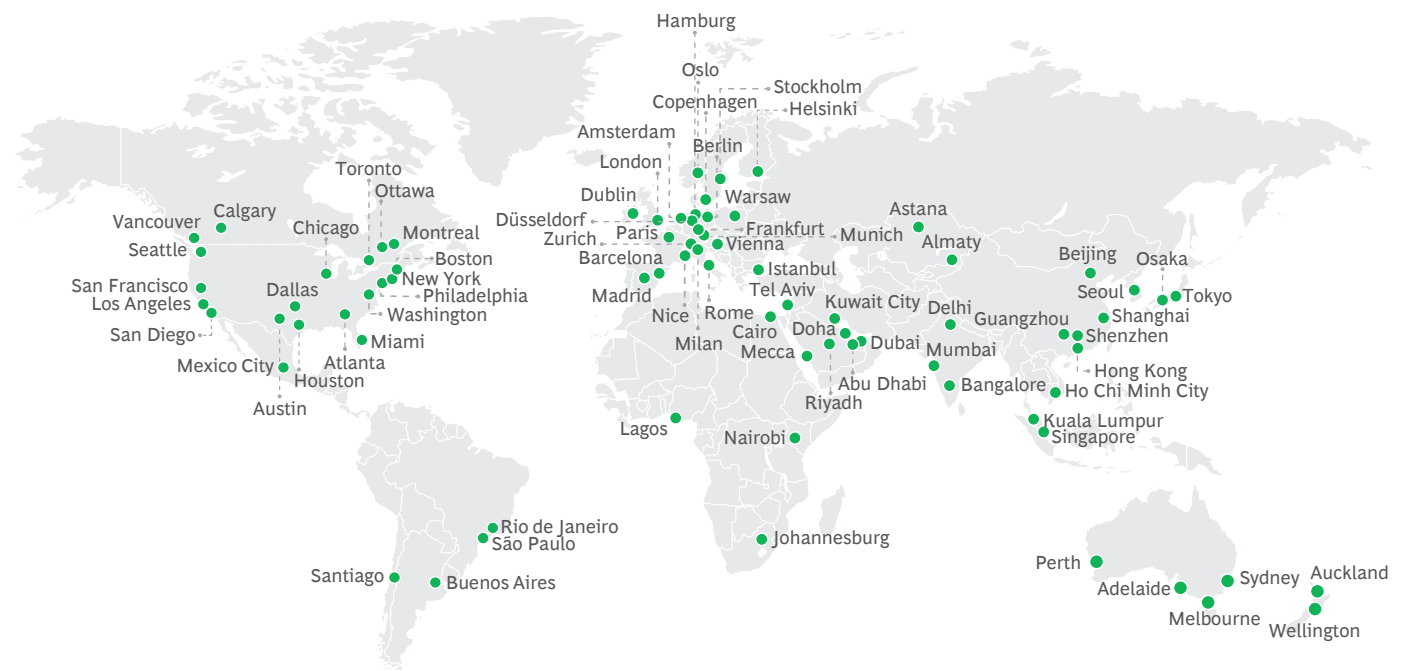 Hamburg
Oslo
Stockholm
Copenhagen
Helsinki
Amsterdam
Berlin
London
Toronto
Ottawa
Dublin
Warsaw
Calgary
Astana
Vancouver
Düsseldorf
Chicago
Montreal
Paris
Frankfurt
Munich
Seattle
Zurich
Vienna
Almaty
Boston
Barcelona
Beijing
Osaka
New York
Istanbul
San Francisco
Dallas
Philadelphia
Madrid
Tel Aviv
Seoul
Tokyo
Los Angeles
Washington
Nice
Rome
Kuwait City
Delhi
Guangzhou
Shanghai
San Diego
Miami
Milan
Cairo
Doha
Dubai
Shenzhen
Mecca
Mumbai
Mexico City
Atlanta
Houston
Abu Dhabi
Bangalore
Hong Kong
Ho Chi Minh City
Austin
Riyadh
Lagos
Nairobi
Kuala Lumpur
Singapore
Rio de Janeiro
São Paulo
Johannesburg
Perth
Santiago
Buenos Aires
Adelaide
Sydney
Auckland
Melbourne
Wellington